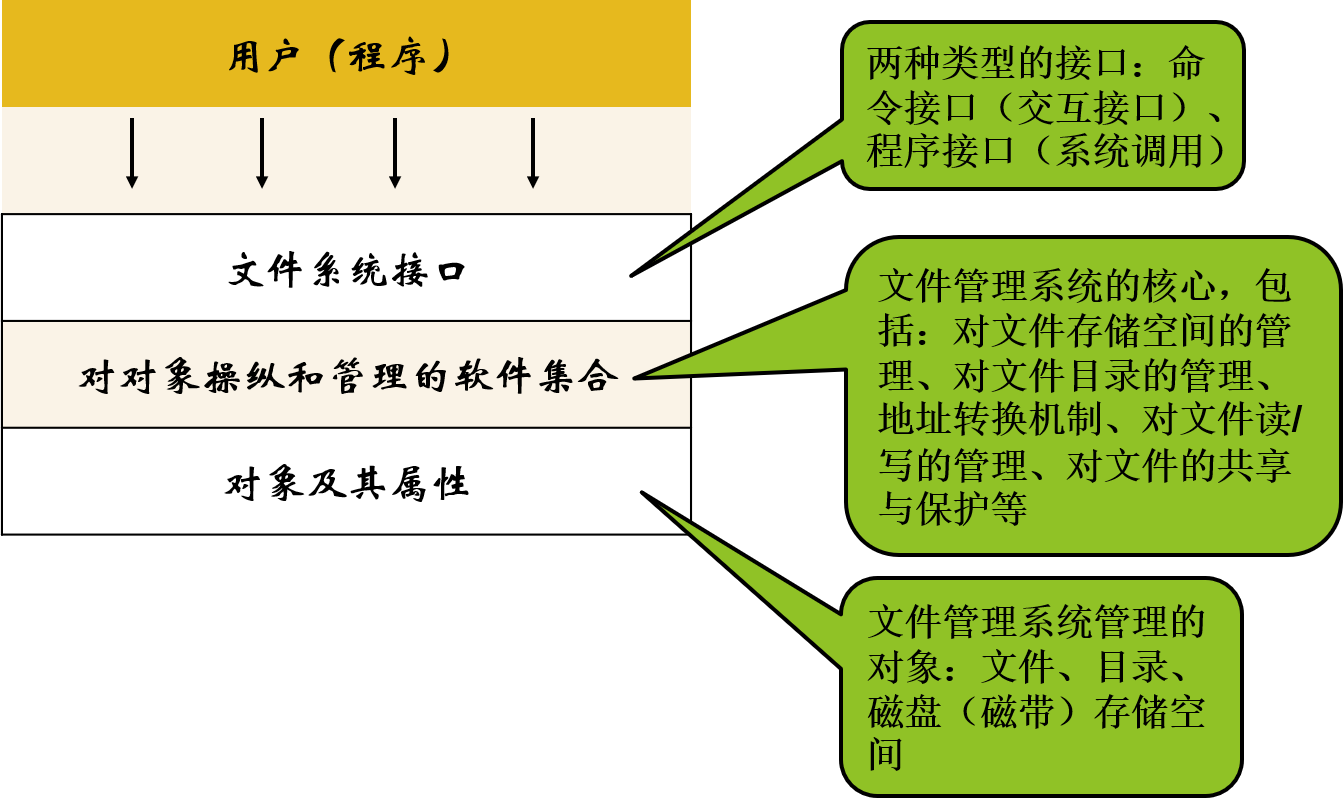 用户（程序）
两种类型的接口：命
令接口（交互接口）、
程序接口（系统调用）
文件系统接口
文件管理系统的核心，包
括：对文件存储空间的管
理、对文件目录的管理、
地址转换机制、对文件读/
写的管理、对文件的共享
与保护等
对对象操纵和管理的软件集合
对象及其属性
文件管理系统管理的
对象：文件、目录、
磁盘（磁带）存储空
间